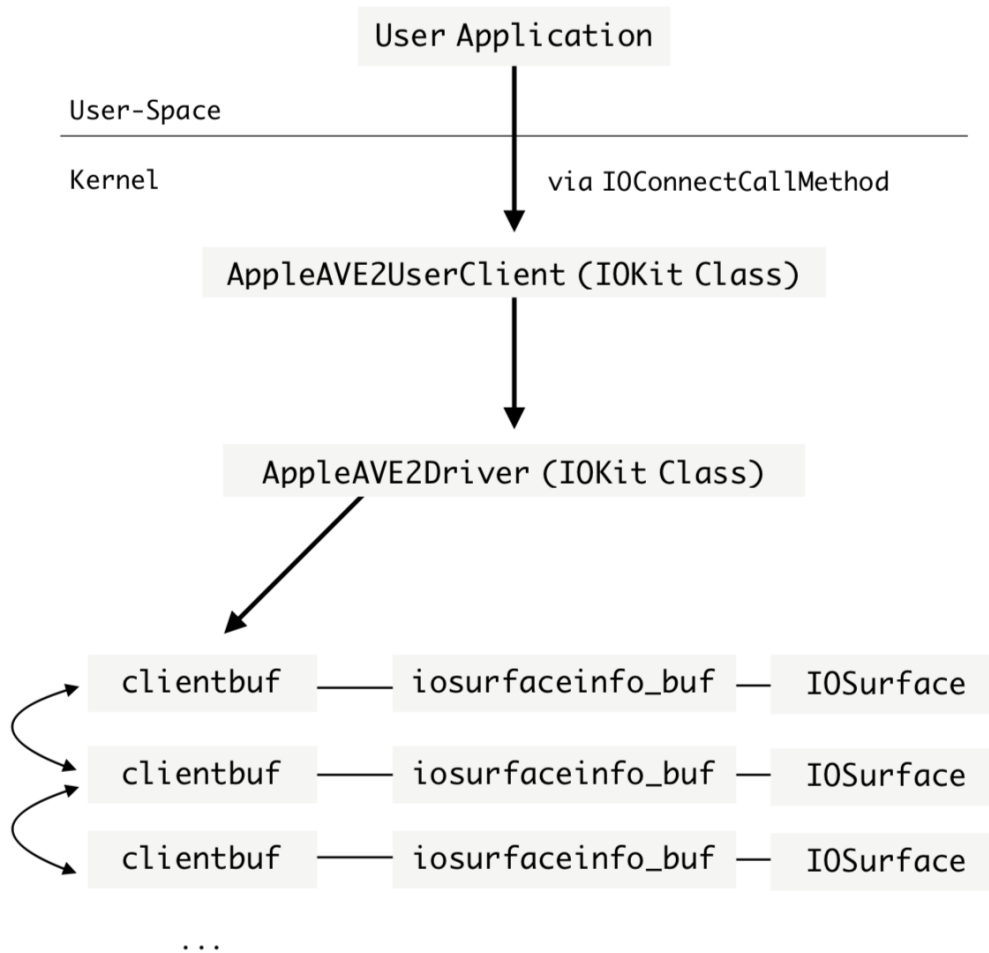 User Application
User-Space
Kernel
via IOConnectCallMethod
AppleAVE2UserClient (IOKit Class)
AppleAVE2Driver (IOKit Class)
clientbuf iosurfaceinfo_buf IOSurface
clientbuf iosurfaceinfo_buf IOSurface
clientbuf iosurfaceinfo_buf IOSurface
...